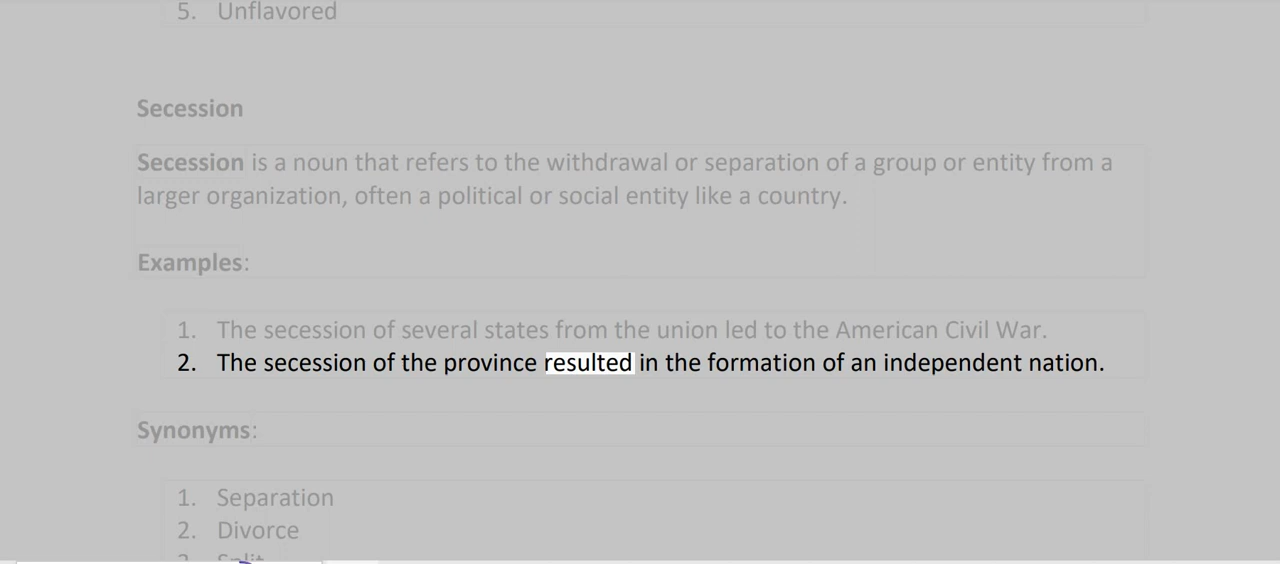 5. Unflavored
Secession
Secession is a noun that refers to the withdrawal or separation of a group or entity from a
larger organization, often a political or social entity like a country.
Examples:
1. The secession of several states from the union led to the American Civil War.
2. The secession of the province resulted in the formation of an independent nation.
Synonyms:
1. Separation
2. Divorce
3. Split